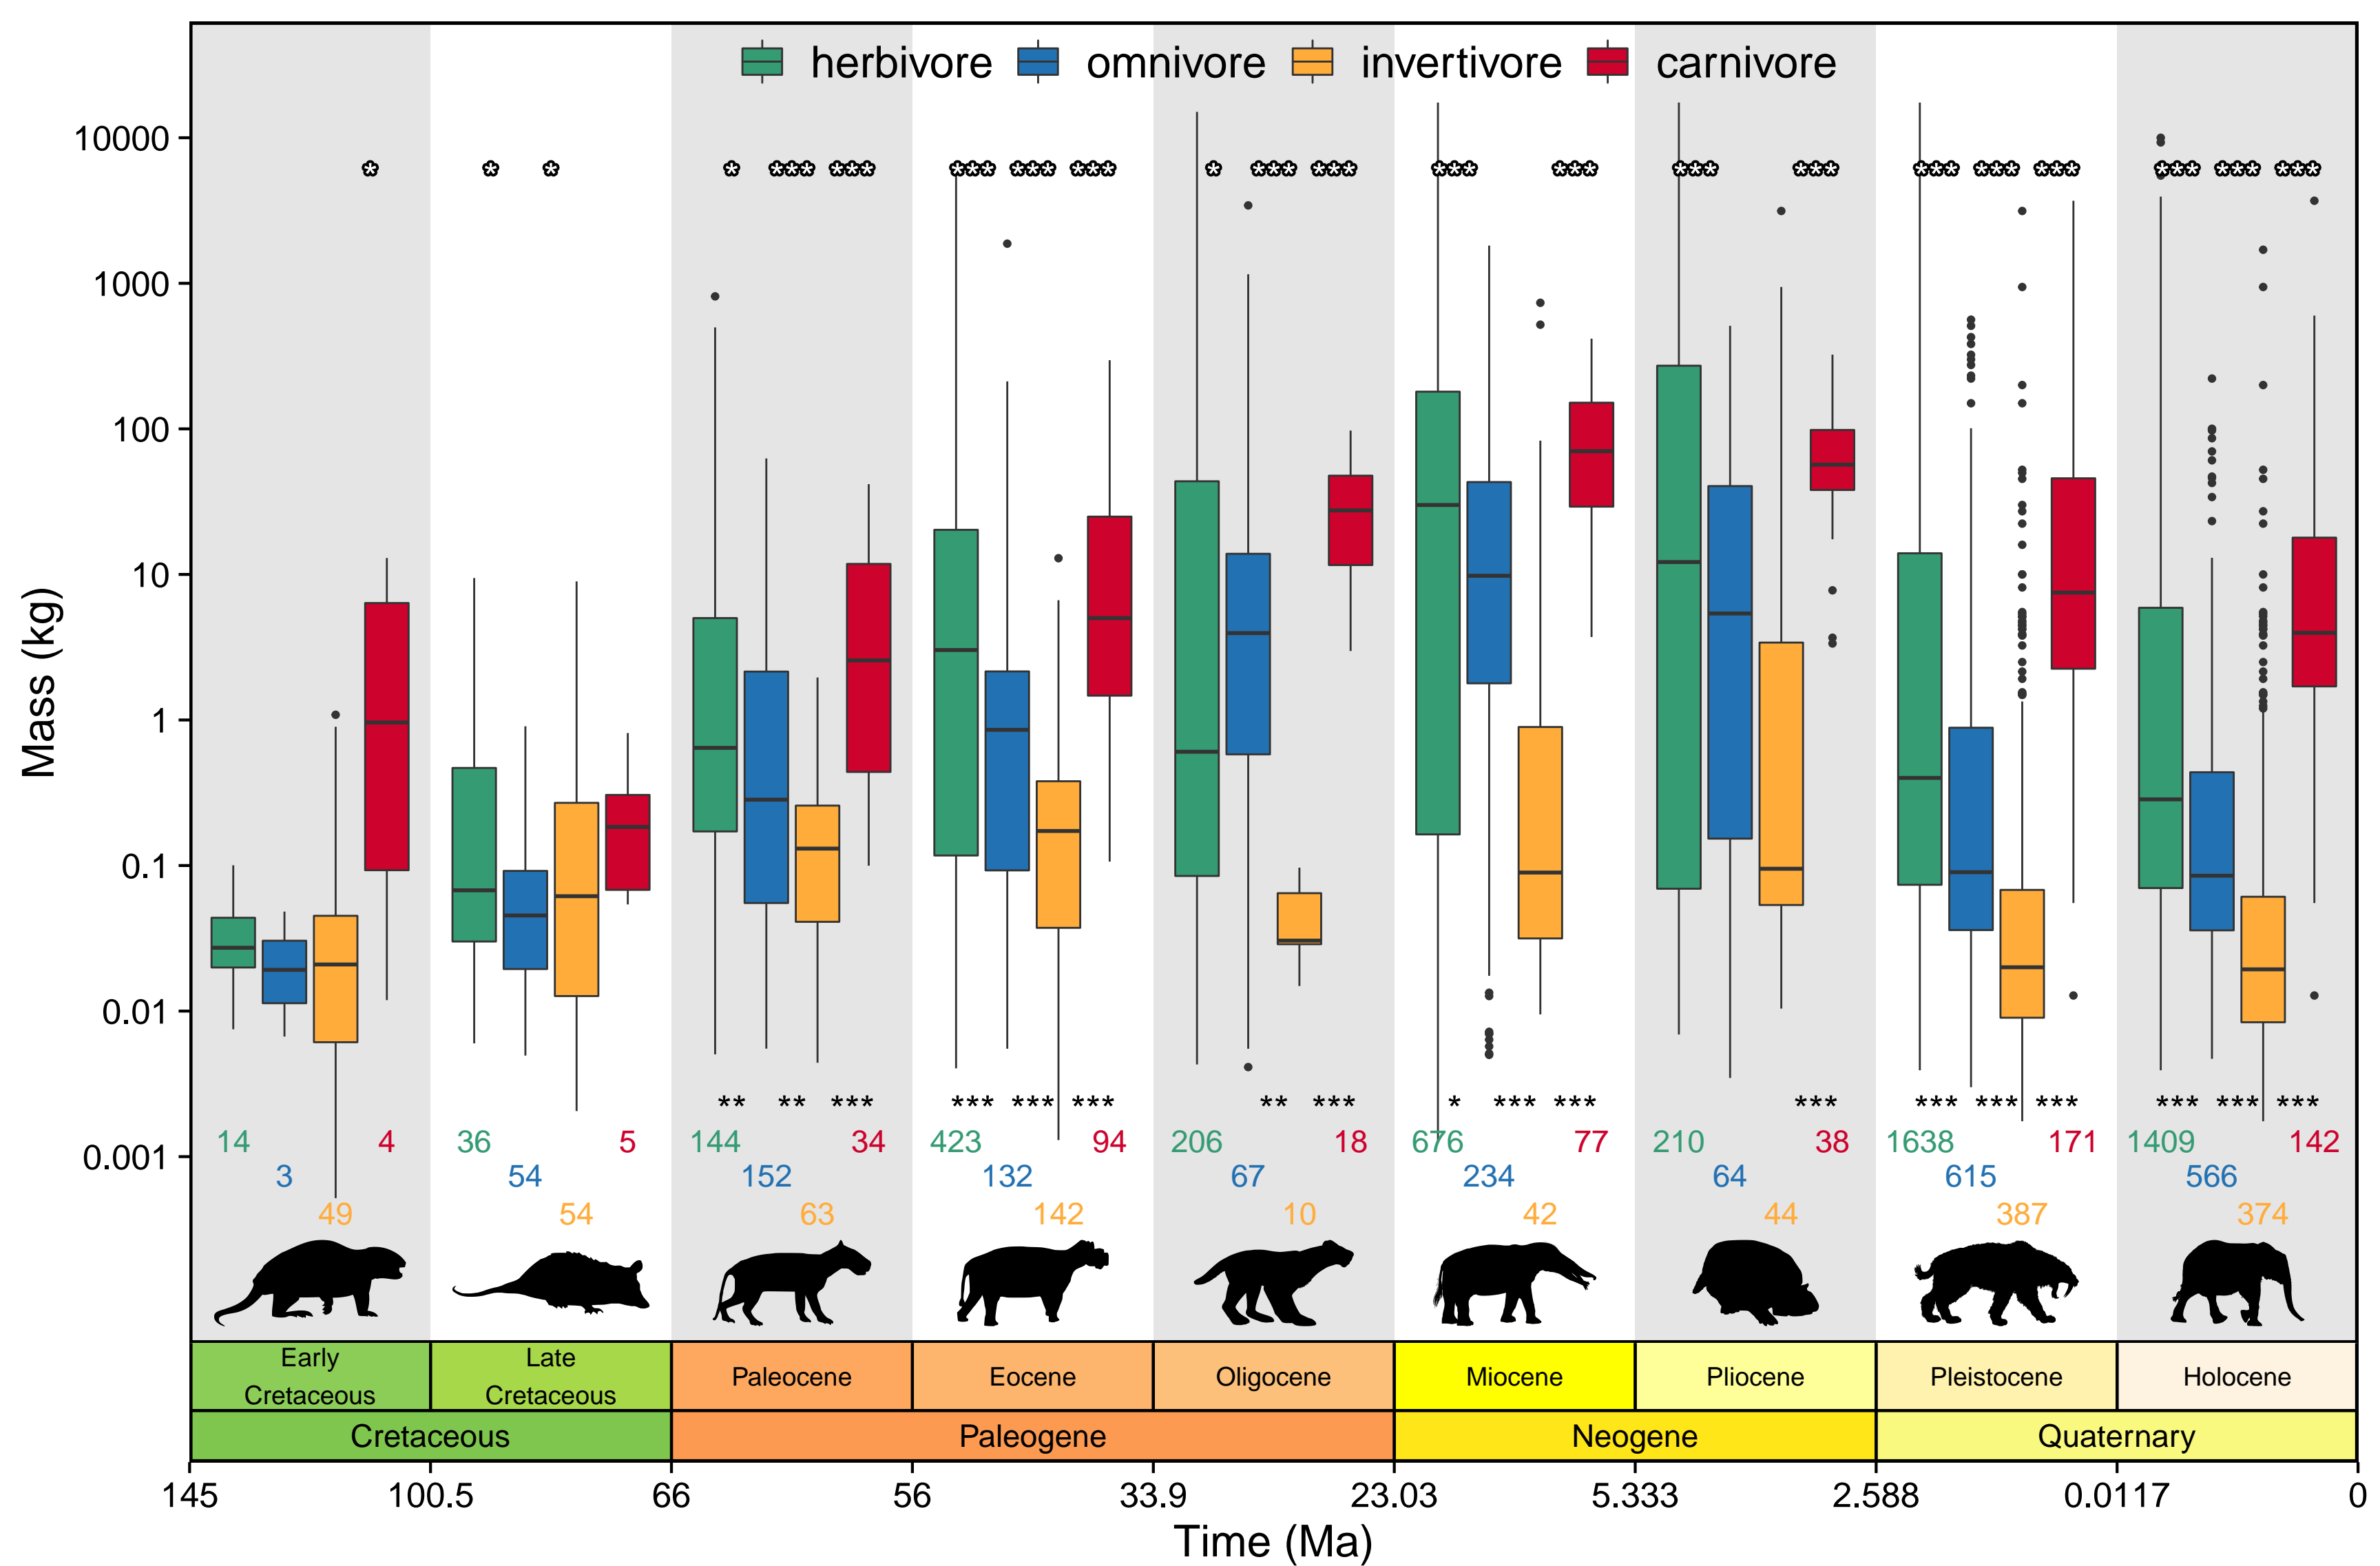 herbivore omnivore invertivore carnivore
10000
1000
100
10
1
0.1
0.01
0.001
Mass (kg)
* * * * *** *** *** *** *** * *** *** *** *** *** *** *** *** *** *** *** ***
** ** *** *** *** *** ** *** * *** *** *** *** *** *** *** *** ***
14 4 36 5 144 34 423 94 206 18 676 77 210 38 1638 171 1409 142
3 54 152 132 67 234 64 615 566
49 54 63 142 10 42 44 387 374
Early
Cretaceous
Late
Cretaceous
Paleocene Eocene Oligocene Miocene Pliocene Pleistocene Holocene
Cretaceous Paleogene Neogene Quaternary
145 100.5 66 56 33.9 23.03 5.333 2.588 0.0117 0
Time (Ma)